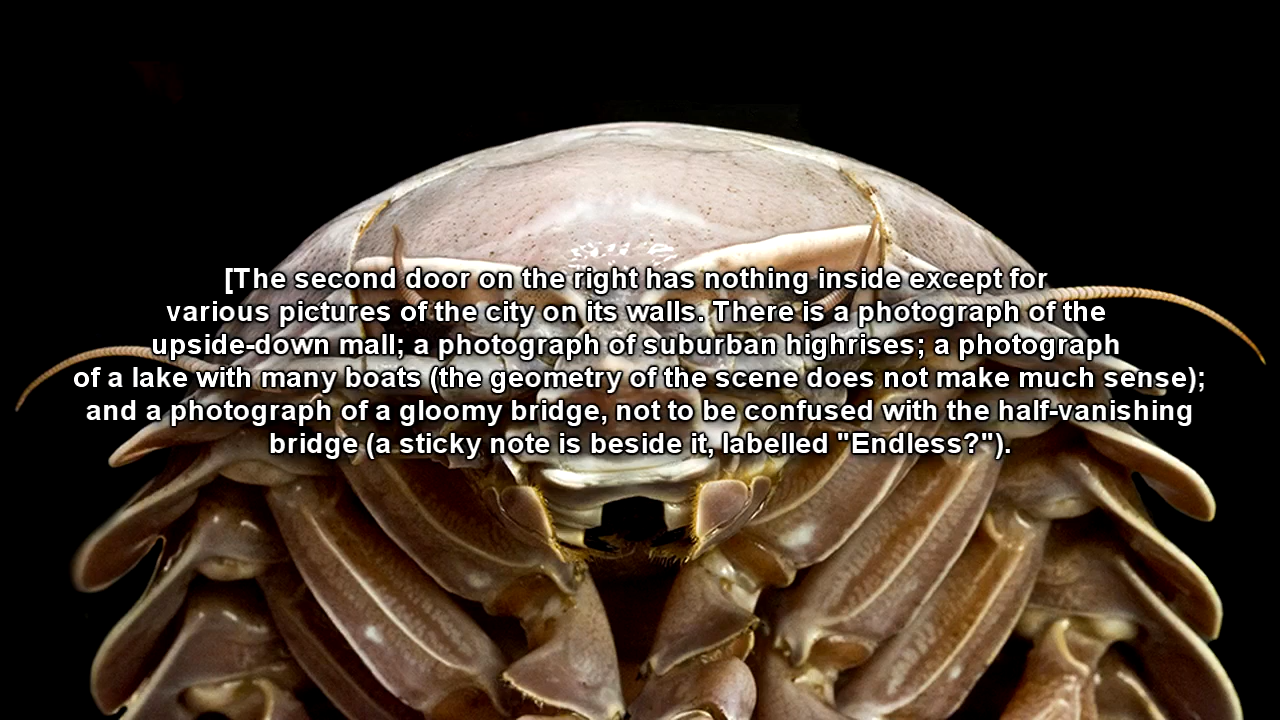 [The second door on the right has nothing inside except for
various pictures of the city on its walls. There is a photograph of the
upside-down mall; a photograph of suburban highrises; a photograph
of a lake with many boats (the geometry of the scene does not make much sense);
and a photograph of a gloomy bridge, not to be confused with the half-vanishing
bridge (a sticky note is beside it, labelled "Endless?").